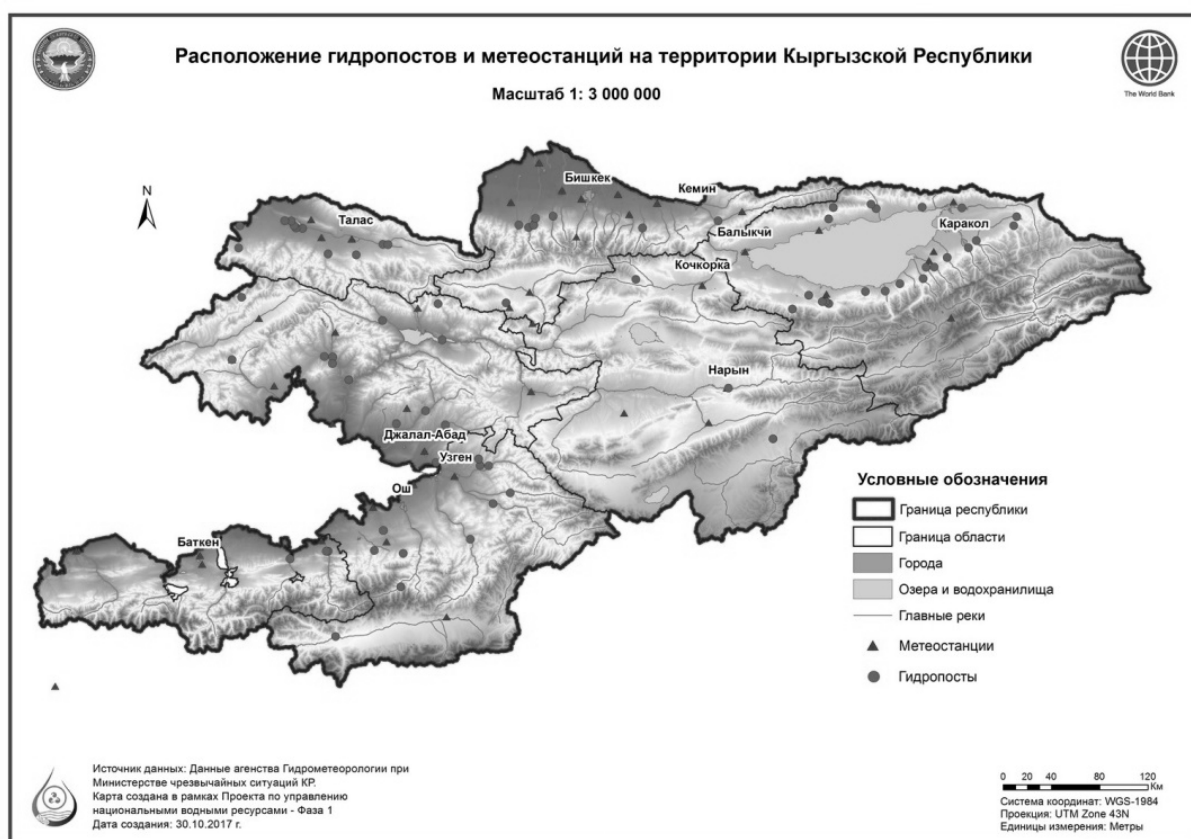 Расположение гидропостов и метеостанций на территории Кыргызской Республики
Масштаб 1: 3 000 000
The World Bank
N
Бишкек
Кемин
Талас
Каракол
Балыкчи
Кочкорка
Нарын
Джалал-Абад
Узген
Ош
Баткен
Условные обозначения
Граница республики
Граница области
Города
Озера и водохранилища
Главные реки
Метеостанции
Гидропосты
Источник данных: Данные агенства Гидрометеорологии при
Министерстве чрезвычайных ситуаций КР.
Карта создана в рамках Проекта по управлению
национальными водными ресурсами - Фаза 1
Дата создания: 30.10.2017 г.
0 20 40 80 120
Км
Система координат: WGS-1984
Проекция: UTM Zone 43N
Единицы измерения: Метры